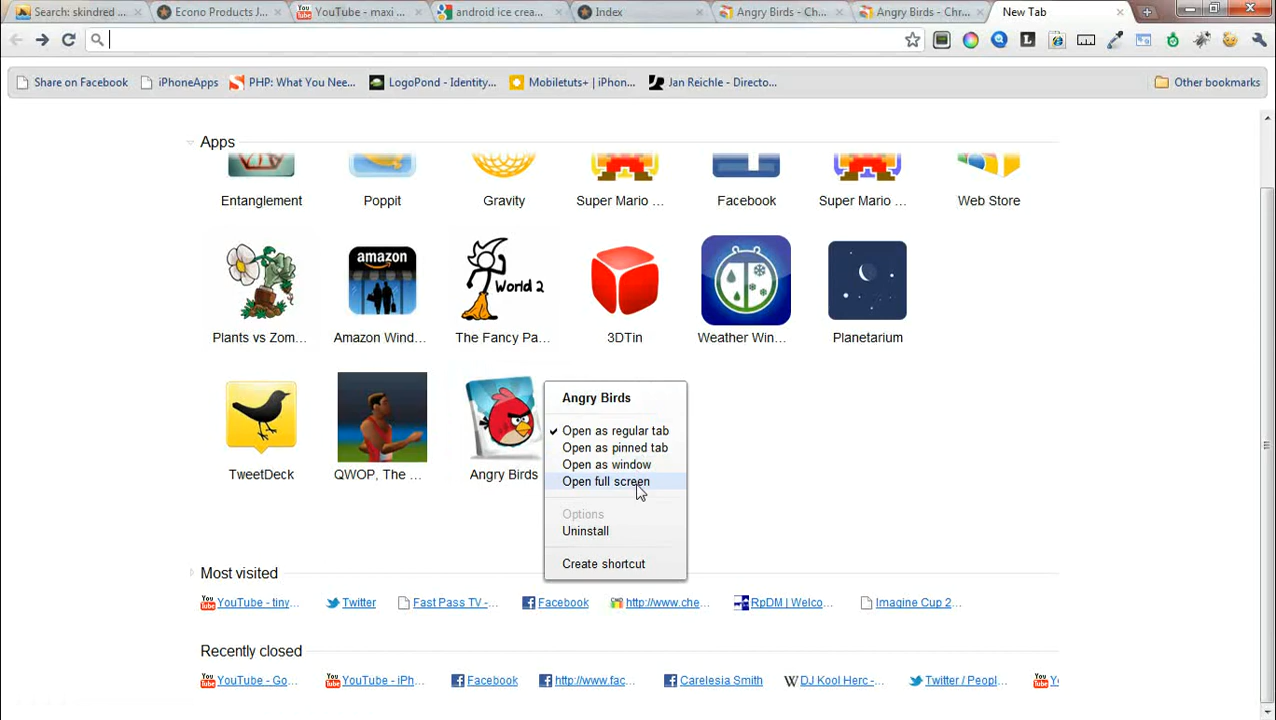 Search: skindred ...
Econo Products J...
YouTube - maxi ...
android ice crea...
Index
Angry Birds - Ch...
Angry Birds - Chr...
New Tab
Share on Facebook
iPhoneApps
PHP: What You Nee...
LogoPond - Identity...
Mobiletuts+ | iPhon...
Jan Reichle - Directo...
Other bookmarks
Apps
Entanglement
Poppit
Gravity
Super Mario ...
Facebook
Super Mario ...
Web Store
amazon
World 2
Plants vs Zom...
Amazon Wind...
The Fancy Pa...
3DTin
Weather Win...
Planetarium
TweetDeck
QWOP, The ...
Angry Birds
Angry Birds
Open as regular tab
Open as pinned tab
Open as window
Open full screen
Options
Uninstall
Create shortcut
Most visited
YouTube - tiny...
Twitter
Fast Pass TV -...
Facebook
http://www.che...
RpDM | Welco...
Imagine Cup 2...
Recently closed
YouTube - Go...
YouTube - iPh...
Facebook
http://www.fac...
Carelesia Smith
DJ Kool Herc -...
Twitter / Peopl...